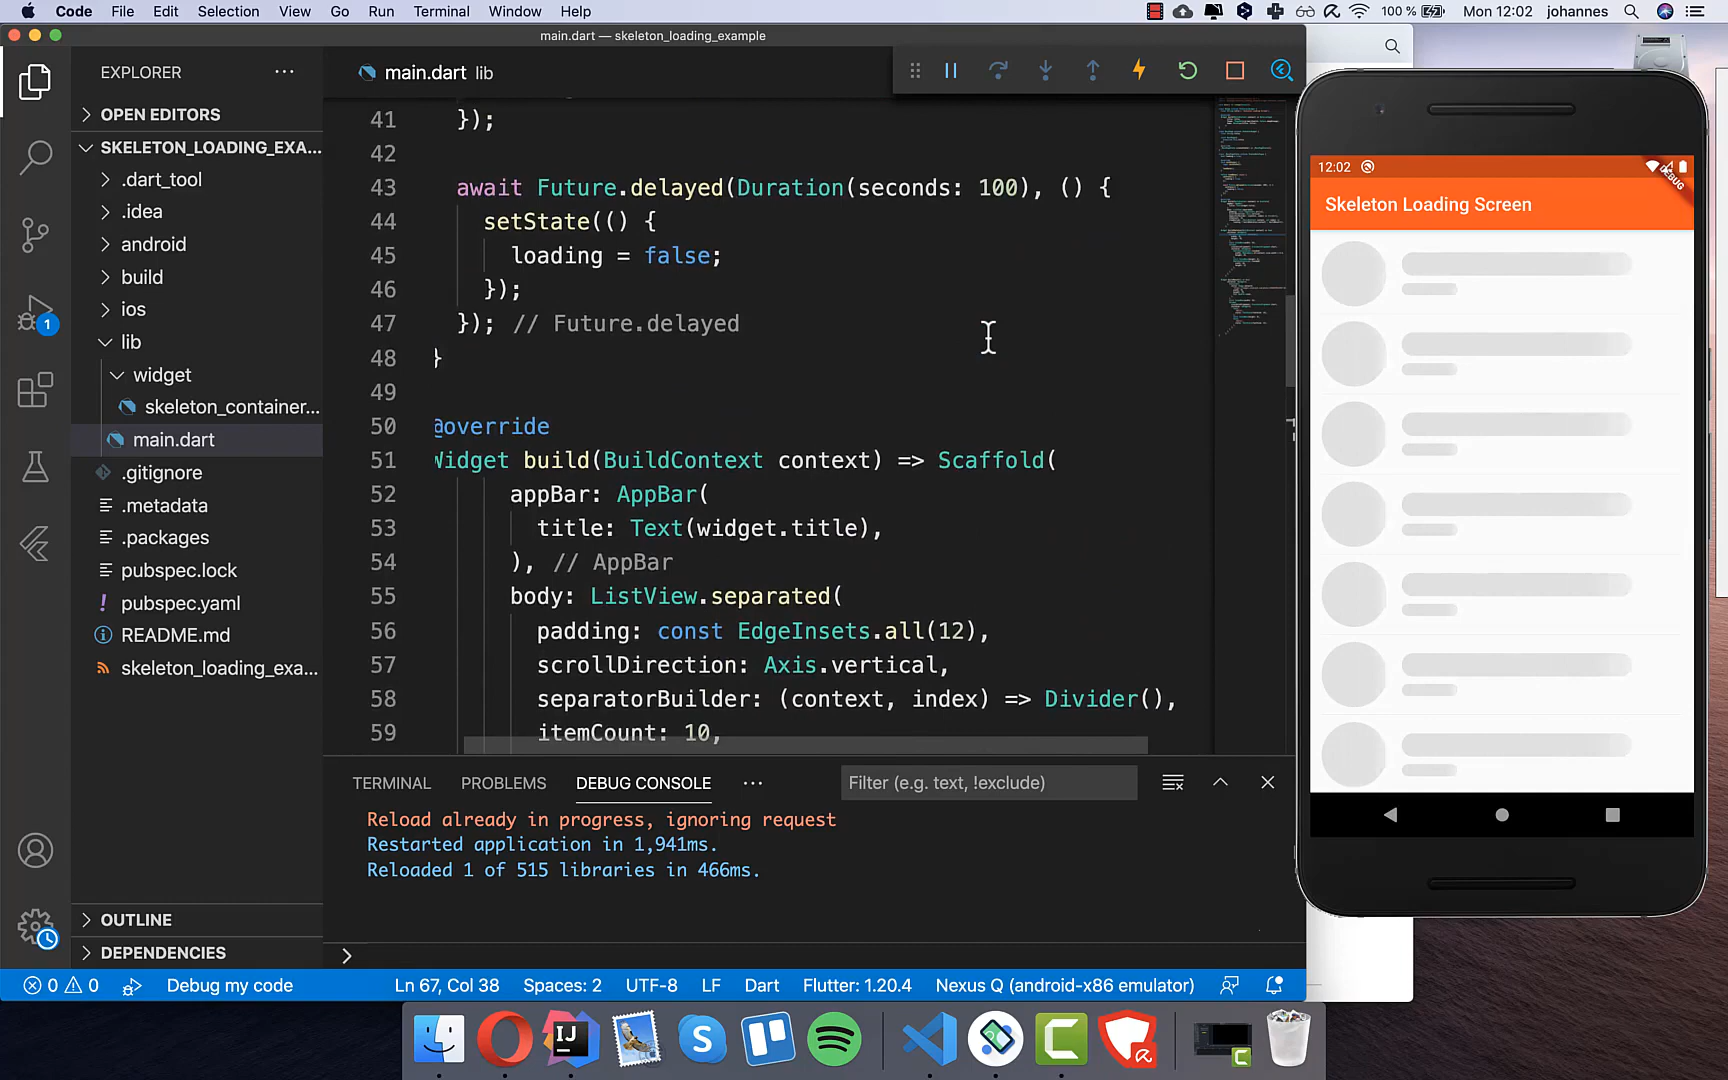 Code File Edit Selection View Go Run Terminal Window Help 100 % Mon 12:02 johannes
main.dart — skeleton_loading_example
EXPLORER
OPEN EDITORS
SKELETON_LOADING_EXA...
.dart_tool
.idea
android
build
ios
lib
widget
skeleton_container...
main.dart
.gitignore
.metadata
.packages
pubspec.lock
! pubspec.yaml
README.md
skeleton_loading_exa...
OUTLINE
DEPENDENCIES
1
main.dart lib
41 });
42
43 await Future.delayed(Duration(seconds: 100), () {
44 setState(() {
45 loading = false;
46 });
47 }); // Future.delayed
48 }
49
50 @override
51 Widget build(BuildContext context) => Scaffold(
52 appBar: AppBar(
53 title: Text(widget.title),
54 ), // AppBar
55 body: ListView.separated(
56 padding: const EdgeInsets.all(12),
57 scrollDirection: Axis.vertical,
58 separatorBuilder: (context, index) => Divider(),
59 itemCount: 10,
TERMINAL PROBLEMS DEBUG CONSOLE ... Filter (e.g. text, !exclude)
Reload already in progress, ignoring request
Restarted application in 1,941ms.
Reloaded 1 of 515 libraries in 466ms.
0 0 Debug my code Ln 67, Col 38 Spaces: 2 UTF-8 LF Dart Flutter: 1.20.4 Nexus Q (android-x86 emulator)
12:02
DEBUG
Skeleton Loading Screen
IJ
S
C
C